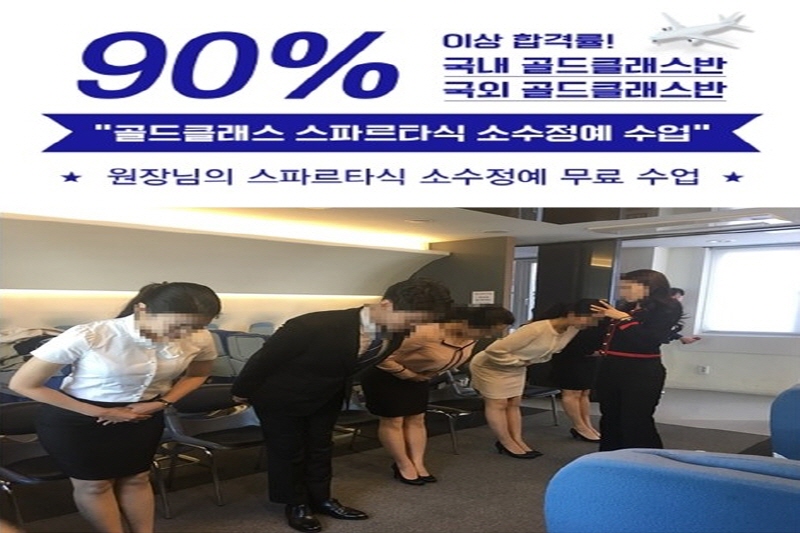 90%
이상 합격률!
국내 골드클래스반
국외 골드클래스반
"골드클래스 스파르타식 소수정예 수업"
★ 원장님의 스파르타식 소수정예 무료 수업 ★